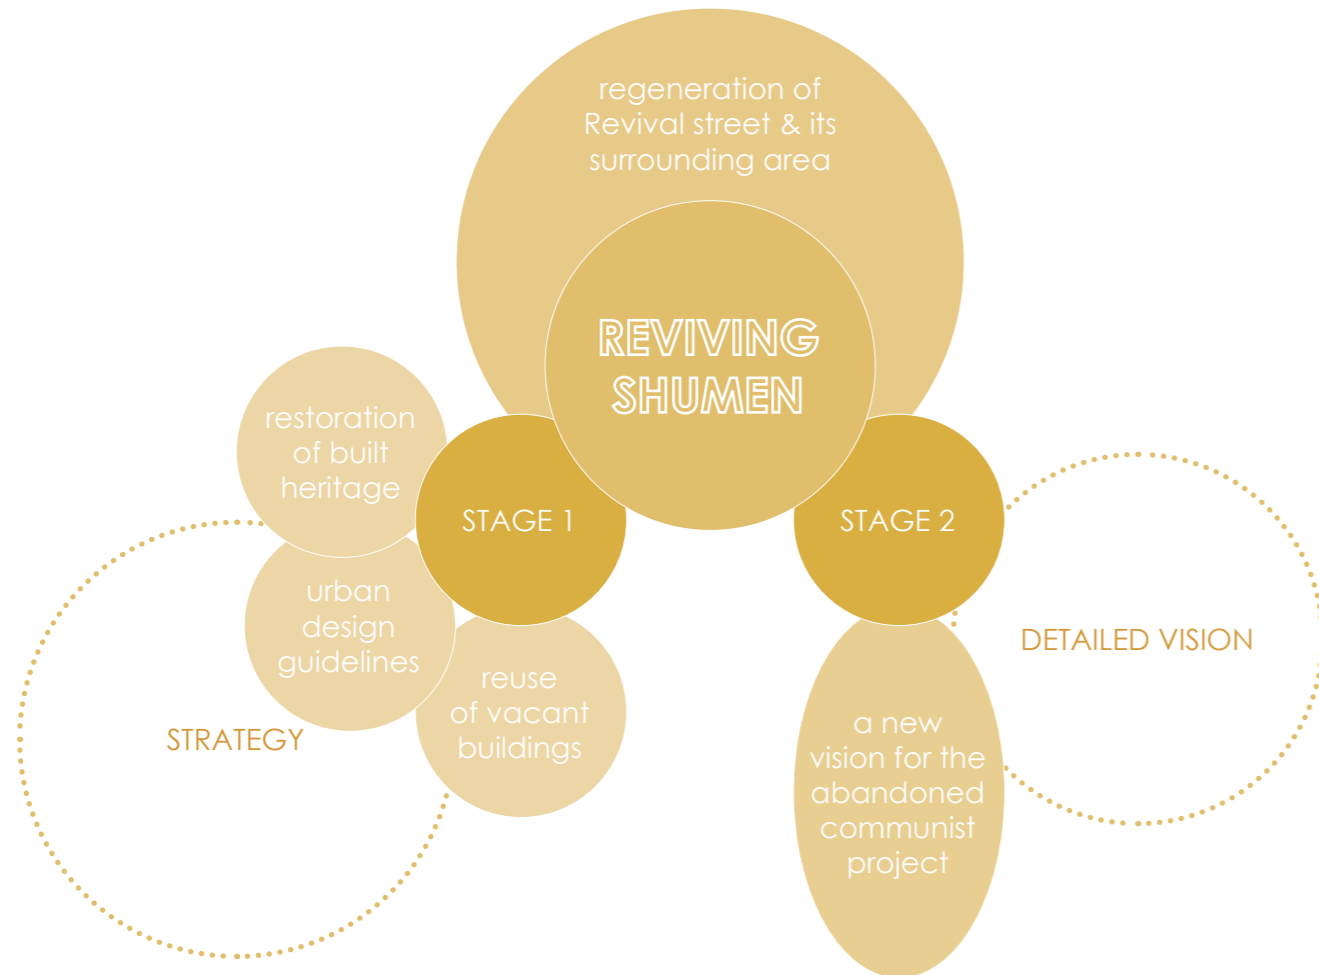 regeneration of
Revival street & its
surrounding area
REVIVING
SHUMEN
restoration
of built
heritage
STAGE 1
STAGE 2
urban
design
guidelines
reuse
of vacant
buildings
STRATEGY
DETAILED VISION
a new
vision for the
abandoned
communist
project